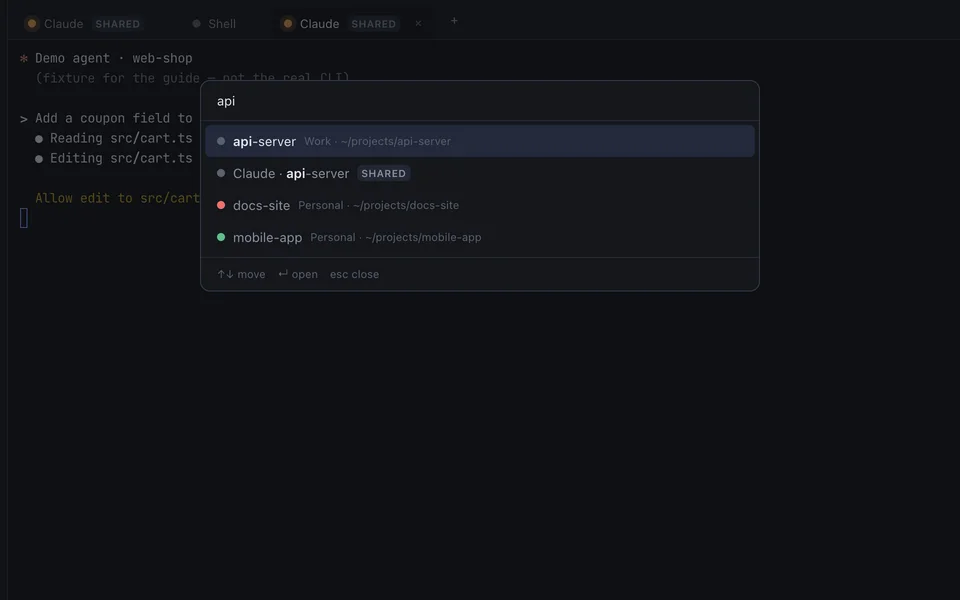 Claude SHARED Shell Claude SHARED × +
* Demo agent · web-shop
(fixture for the guide — not the real CLI)
> Add a coupon field to
● Reading src/cart.ts
● Editing src/cart.ts
Allow edit to src/cart
api
api-server Work · ~/projects/api-server
Claude · api-server SHARED
docs-site Personal · ~/projects/docs-site
mobile-app Personal · ~/projects/mobile-app
↑↓ move ↵ open esc close